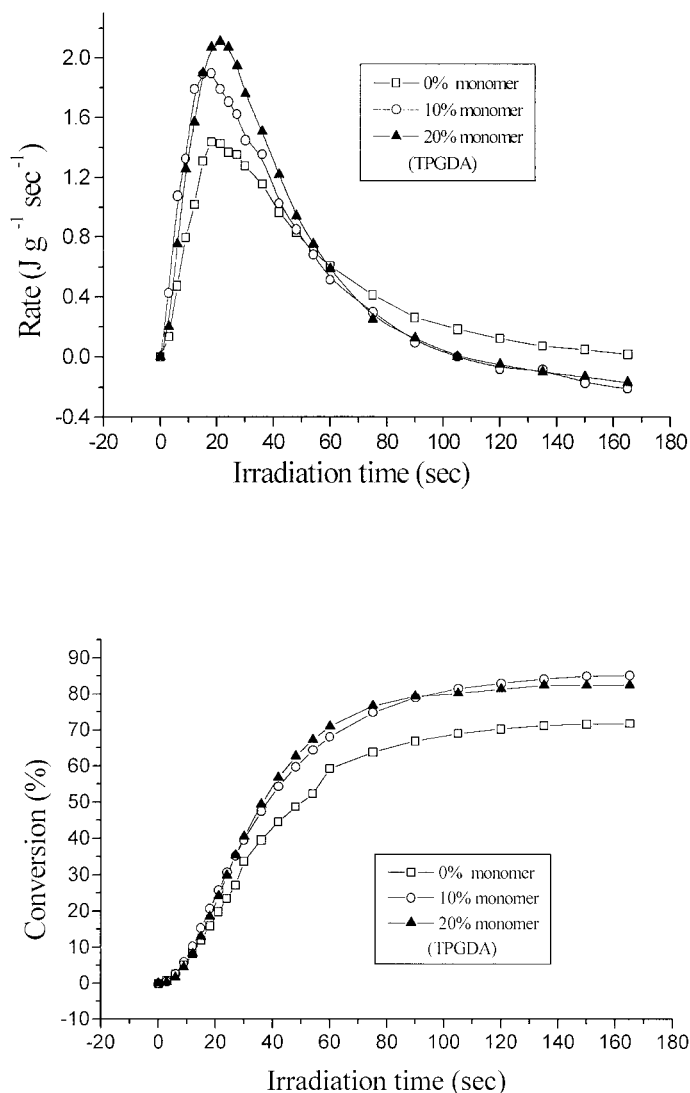 2.0
1.6
1.2
0.8
0.4
0.0
-0.4
Rate (J g⁻¹ sec⁻¹)
0% monomer
10% monomer
20% monomer
(TPGDA)
-20 0 20 40 60 80 100 120 140 160 180
Irradiation time (sec)
90
80
70
60
50
40
30
20
10
0
-10
Conversion (%)
0% monomer
10% monomer
20% monomer
(TPGDA)
-20 0 20 40 60 80 100 120 140 160 180
Irradiation time (sec)